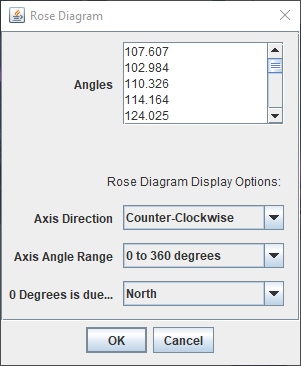 Rose Diagram
Angles
107.607
102.984
110.326
114.164
124.025
Rose Diagram Display Options:
Axis Direction Counter-Clockwise
Axis Angle Range 0 to 360 degrees
0 Degrees is due... North
OK Cancel